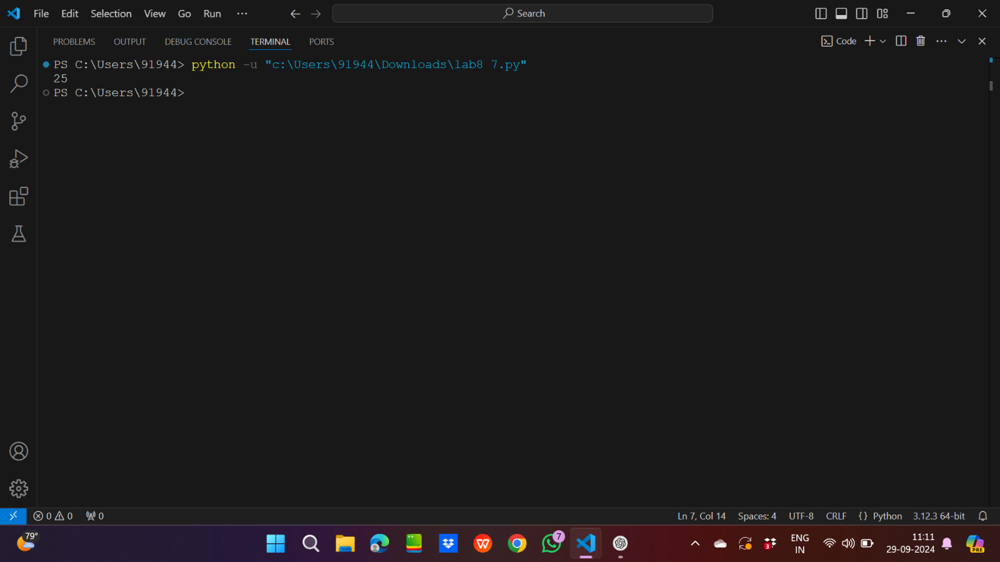 File Edit Selection View Go Run ···
Search
PROBLEMS OUTPUT DEBUG CONSOLE TERMINAL PORTS
Code
PS C:\Users\91944> python -u "c:\Users\91944\Downloads\lab8 7.py"
25
PS C:\Users\91944>
0 0 0
Ln 7, Col 14 Spaces: 4 UTF-8 CRLF {} Python 3.12.3 64-bit
79°
W
7
3
ENG
IN
11:11
29-09-2024
PRE